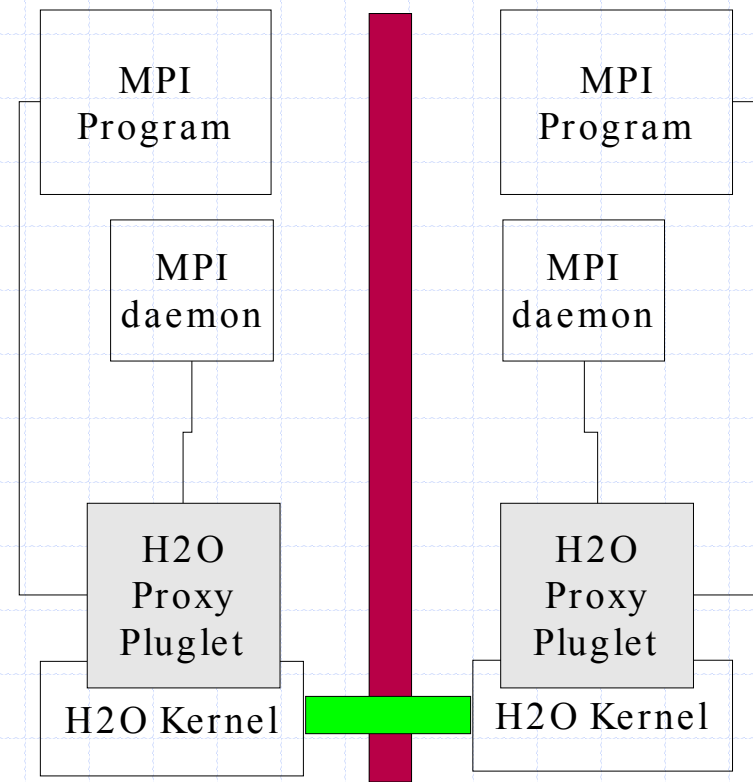 MPI
Program
MPI
Program
MPI
daemon
MPI
daemon
H2O
Proxy
Pluglet
H2O
Proxy
Pluglet
H2O Kernel
H2O Kernel